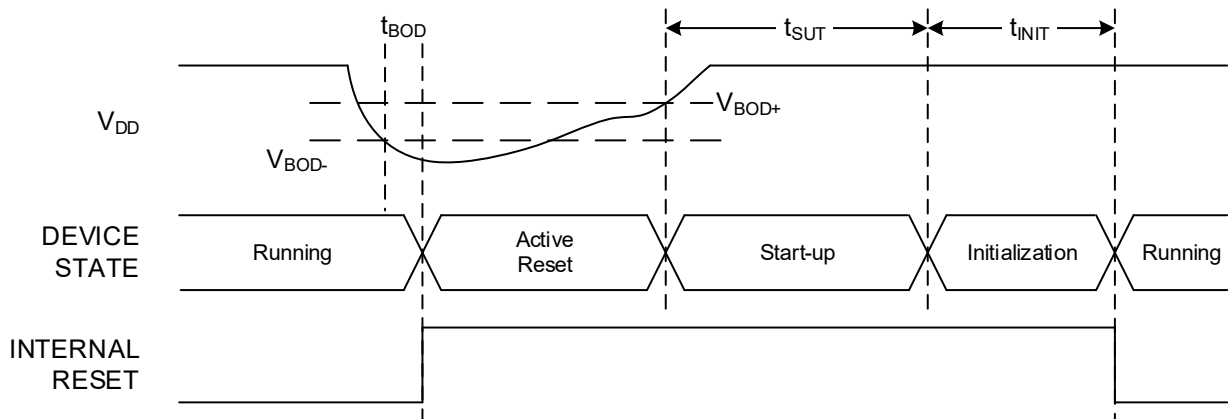 tBOD
tSUT
tINIT
VDD
VBOD+
VBOD-
DEVICE
STATE
Running
Active
Reset
Start-up
Initialization
Running
INTERNAL
RESET